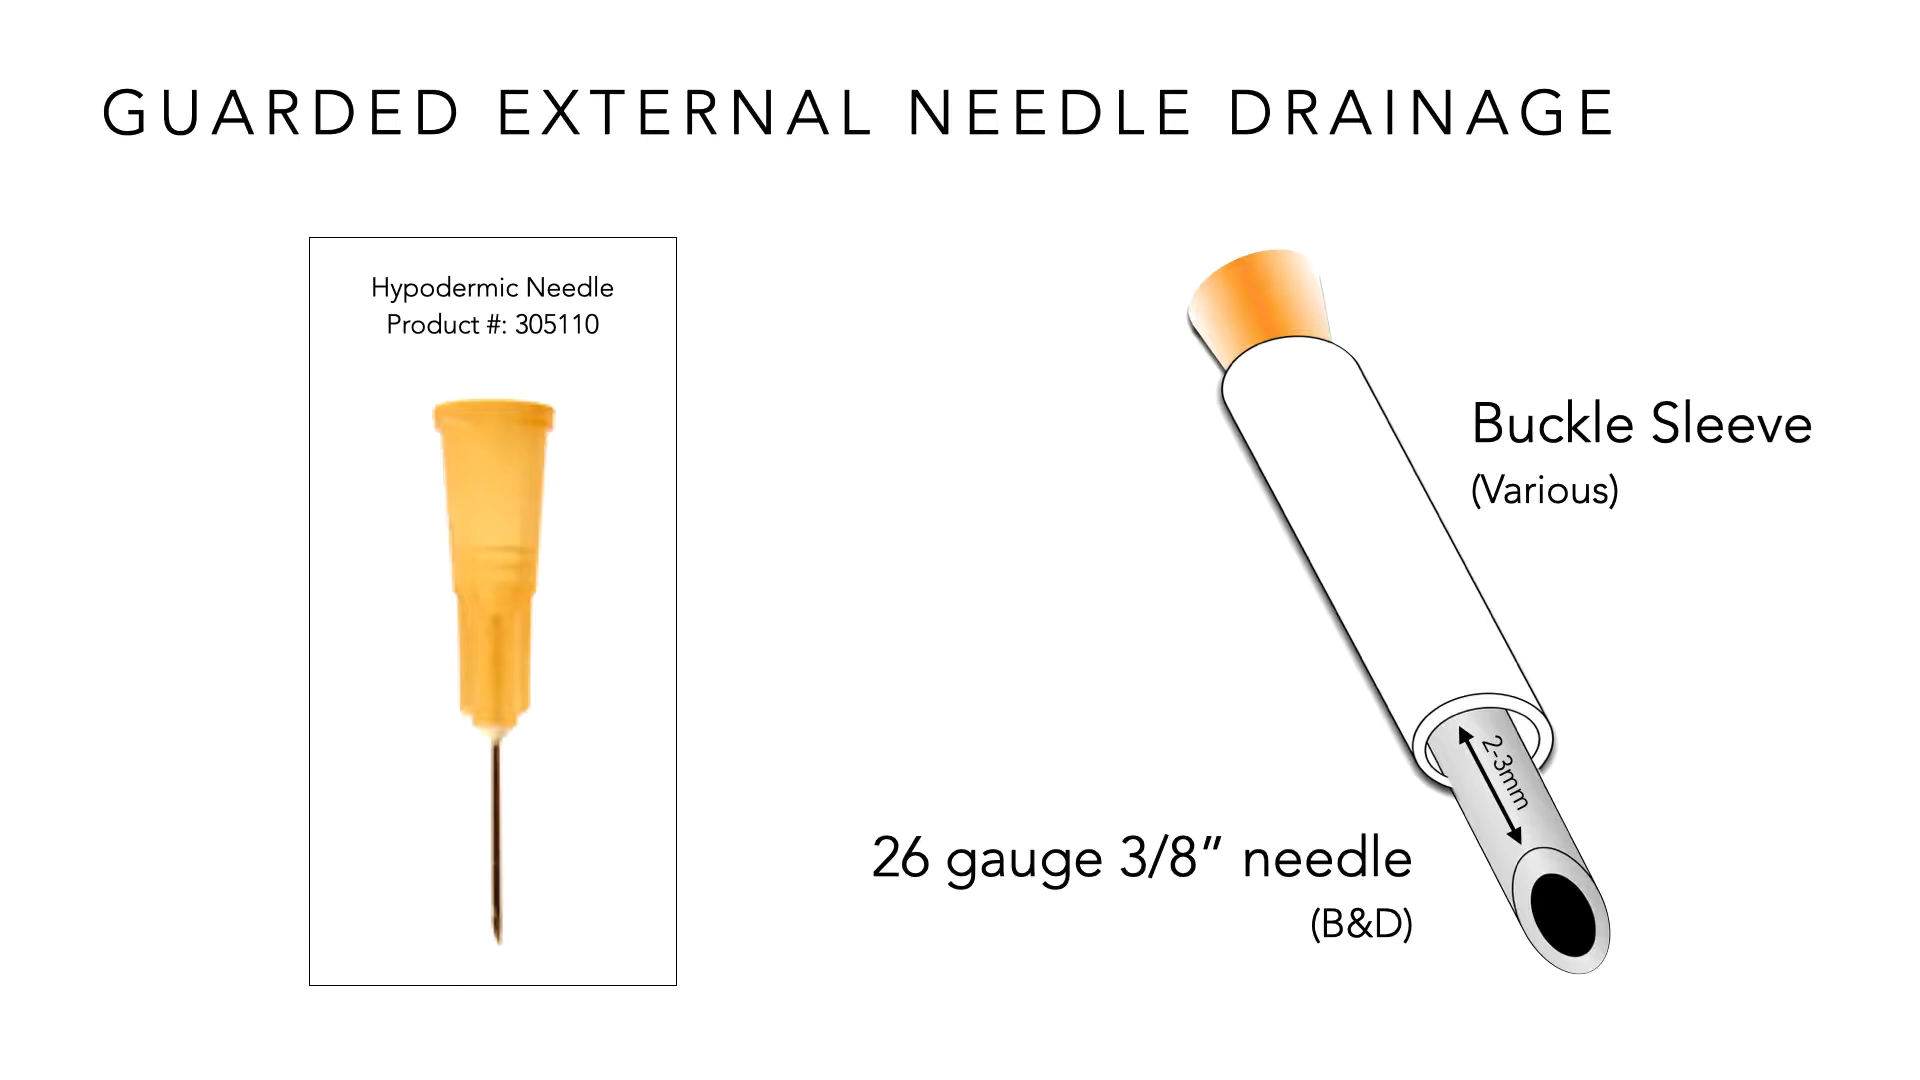 GUARDED EXTERNAL NEEDLE DRAINAGE
Hypodermic Needle
Product #: 305110
Buckle Sleeve
(Various)
2-3mm
26 gauge 3/8” needle
(B&D)